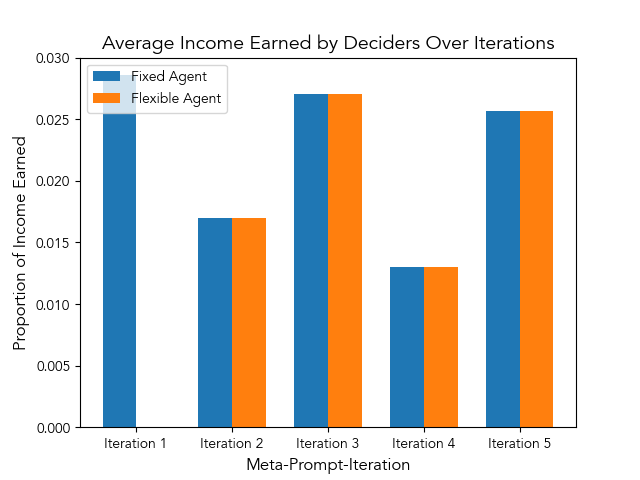 Average Income Earned by Deciders Over Iterations
Fixed Agent
Flexible Agent
Proportion of Income Earned
0.030
0.025
0.020
0.015
0.010
0.005
0.000
Iteration 1
Iteration 2
Iteration 3
Iteration 4
Iteration 5
Meta-Prompt-Iteration